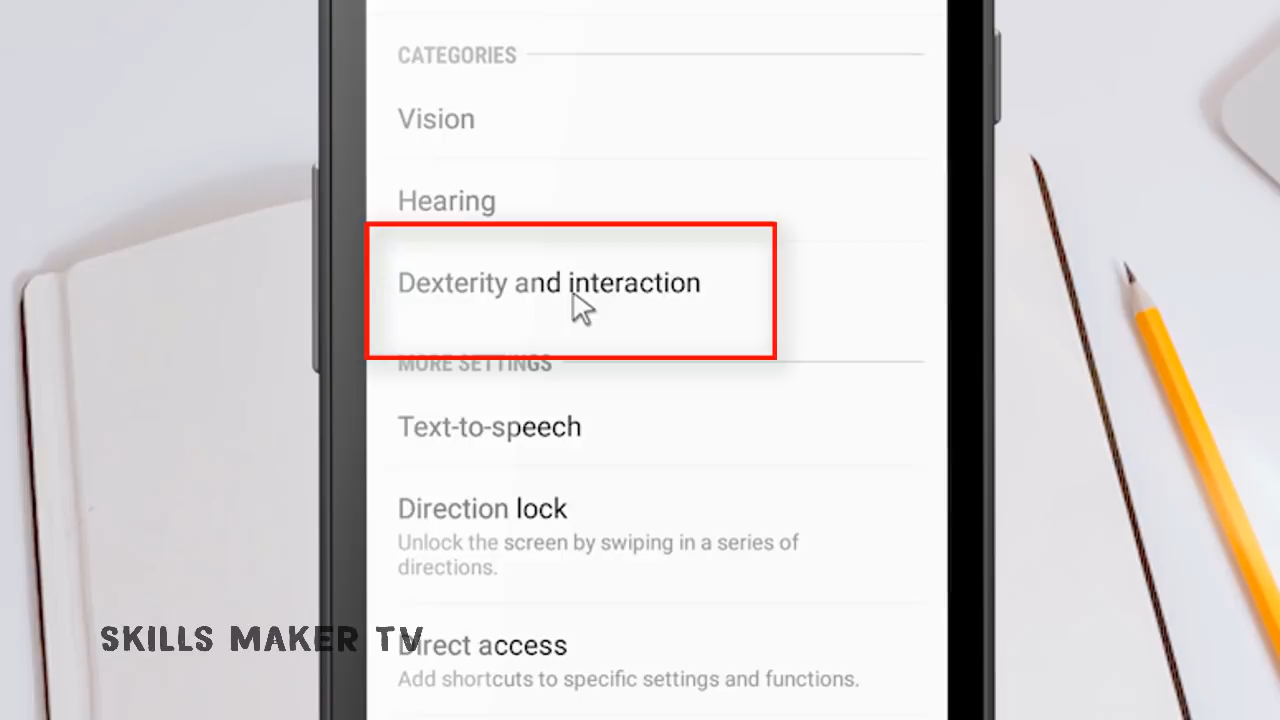 CATEGORIES
Vision
Hearing
Dexterity and interaction
MORE SETTINGS
Text-to-speech
Direction lock
Unlock the screen by swiping in a series of
directions.
SKILLS MAKER TV
Direct access
Add shortcuts to specific settings and functions.